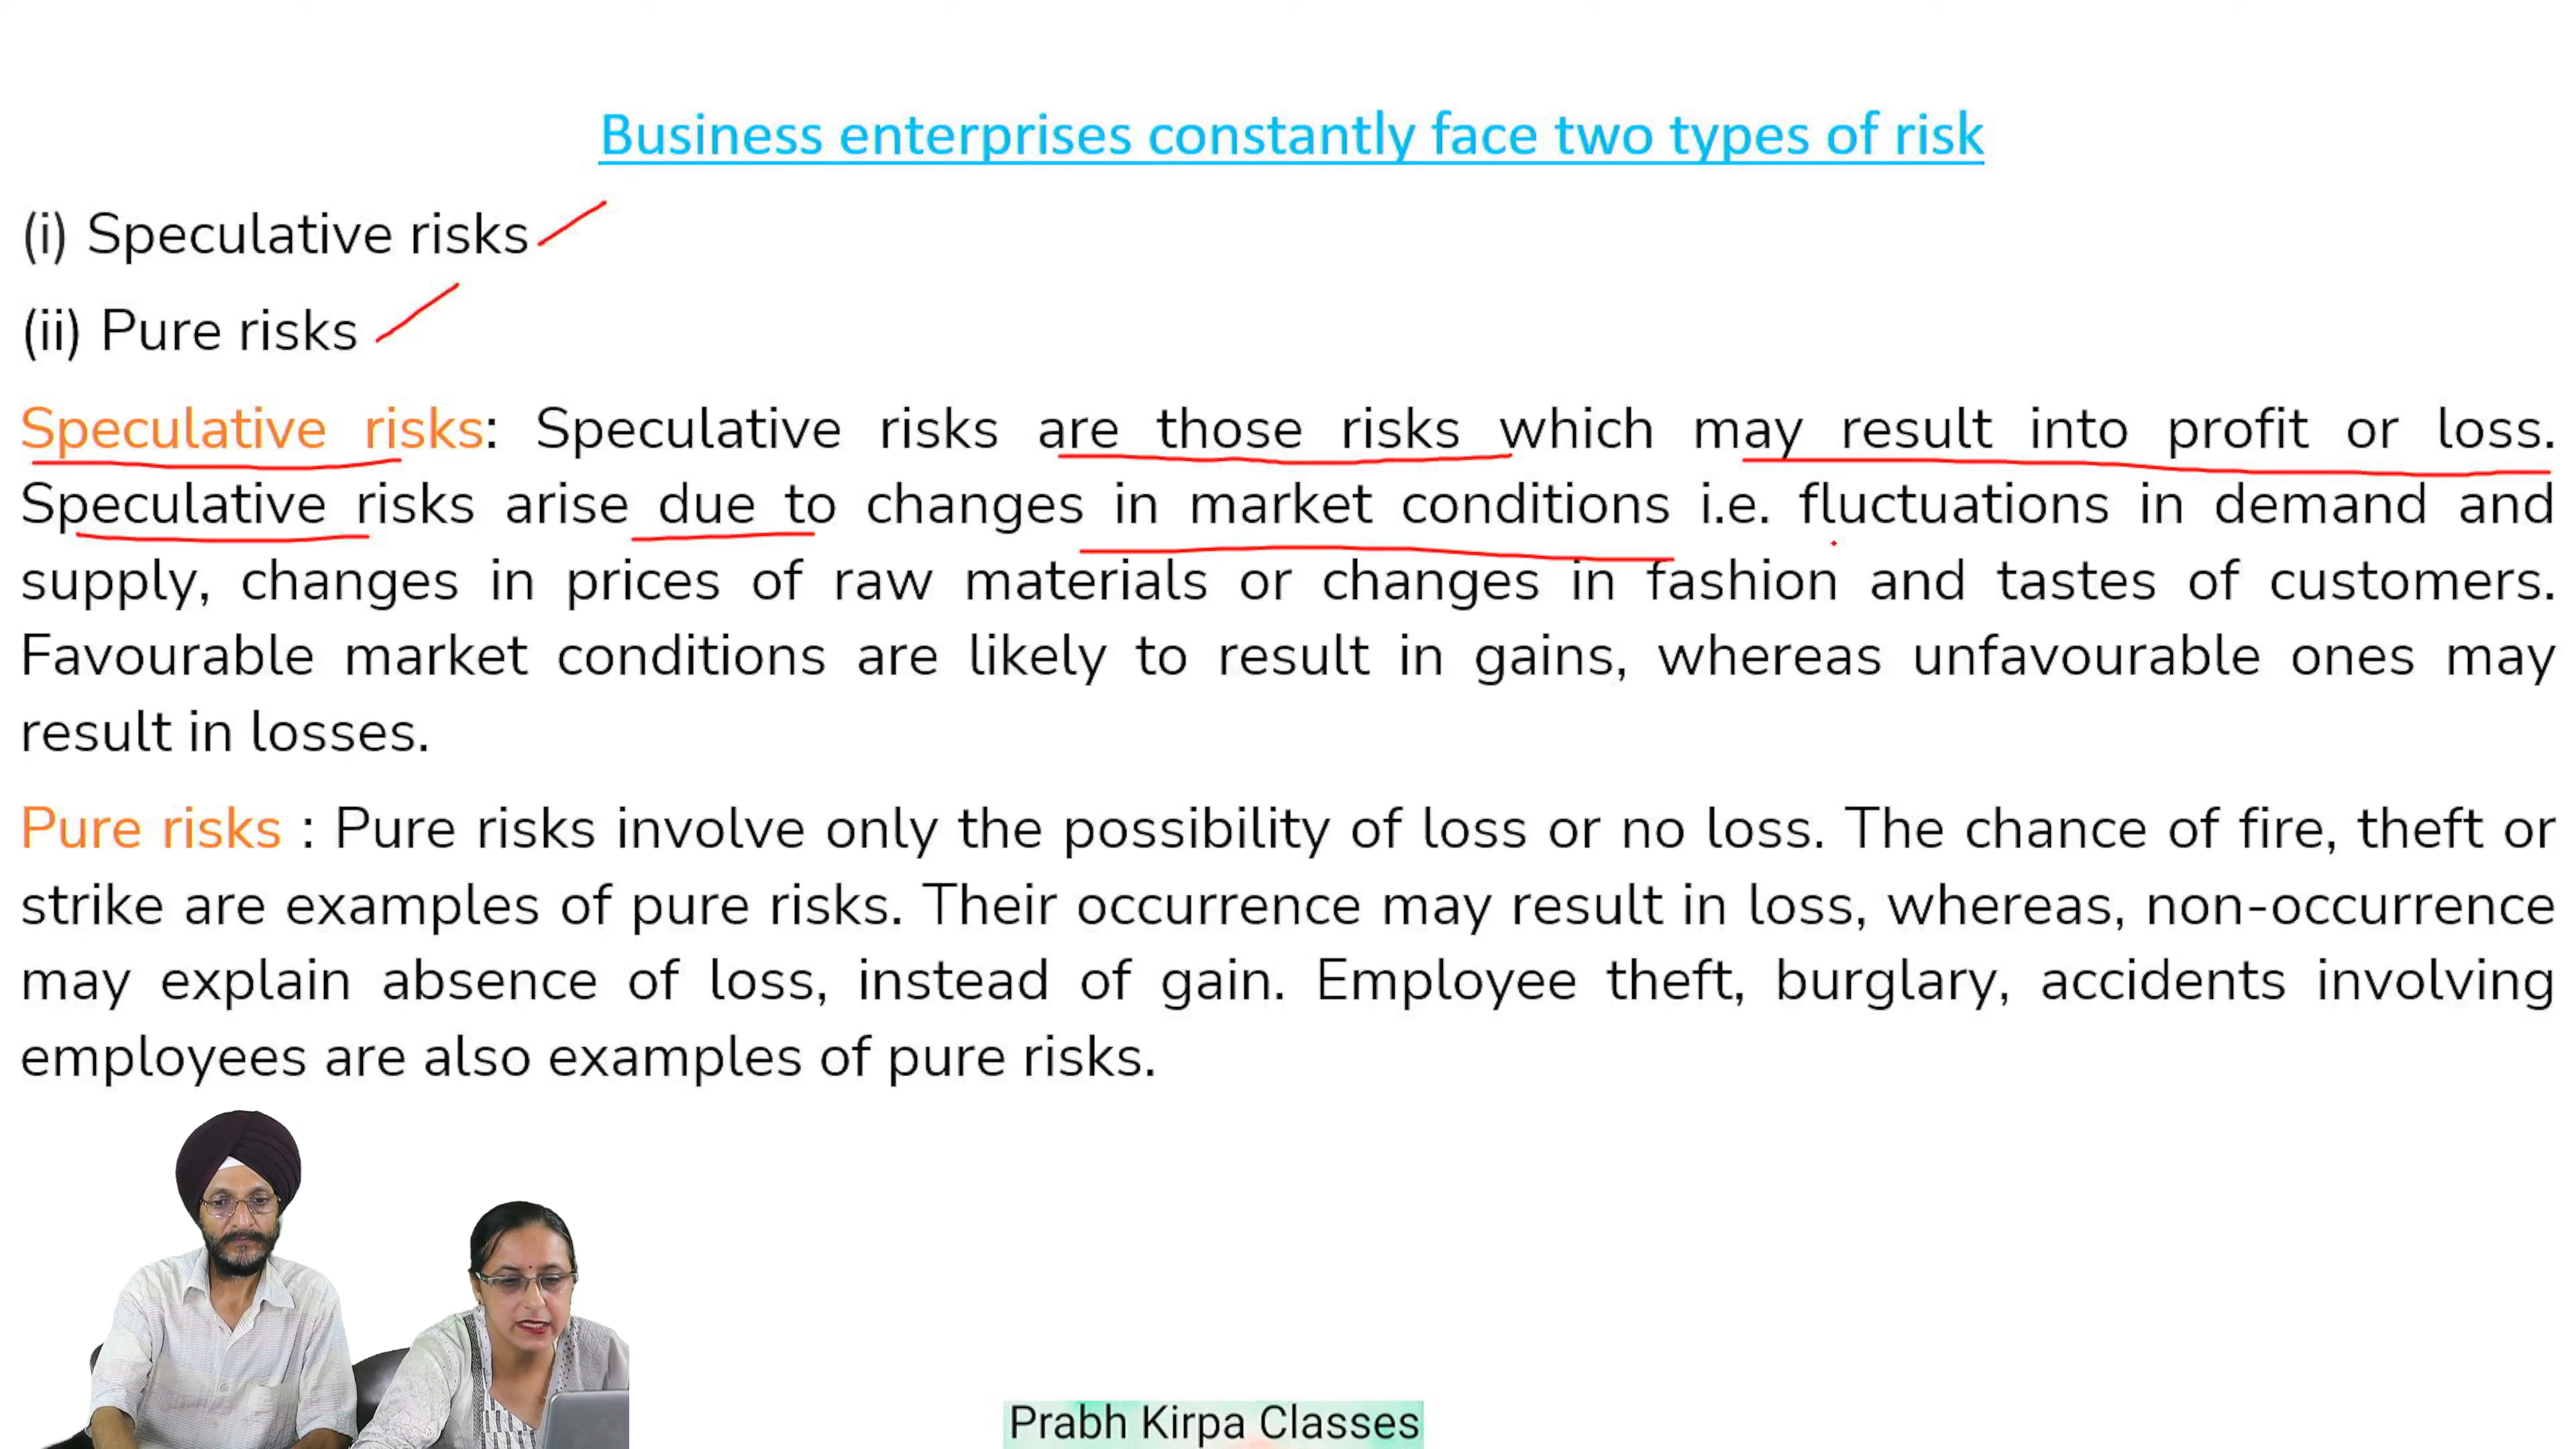 Business enterprises constantly face two types of risk
(i) Speculative risks
(ii) Pure risks
Speculative risks: Speculative risks are those risks which may result into profit or loss.
Speculative risks arise due to changes in market conditions i.e. fluctuations in demand and
supply, changes in prices of raw materials or changes in fashion and tastes of customers.
Favourable market conditions are likely to result in gains, whereas unfavourable ones may
result in losses.
Pure risks : Pure risks involve only the possibility of loss or no loss. The chance of fire, theft or
strike are examples of pure risks. Their occurrence may result in loss, whereas, non-occurrence
may explain absence of loss, instead of gain. Employee theft, burglary, accidents involving
employees are also examples of pure risks.
Prabh Kirpa Classes